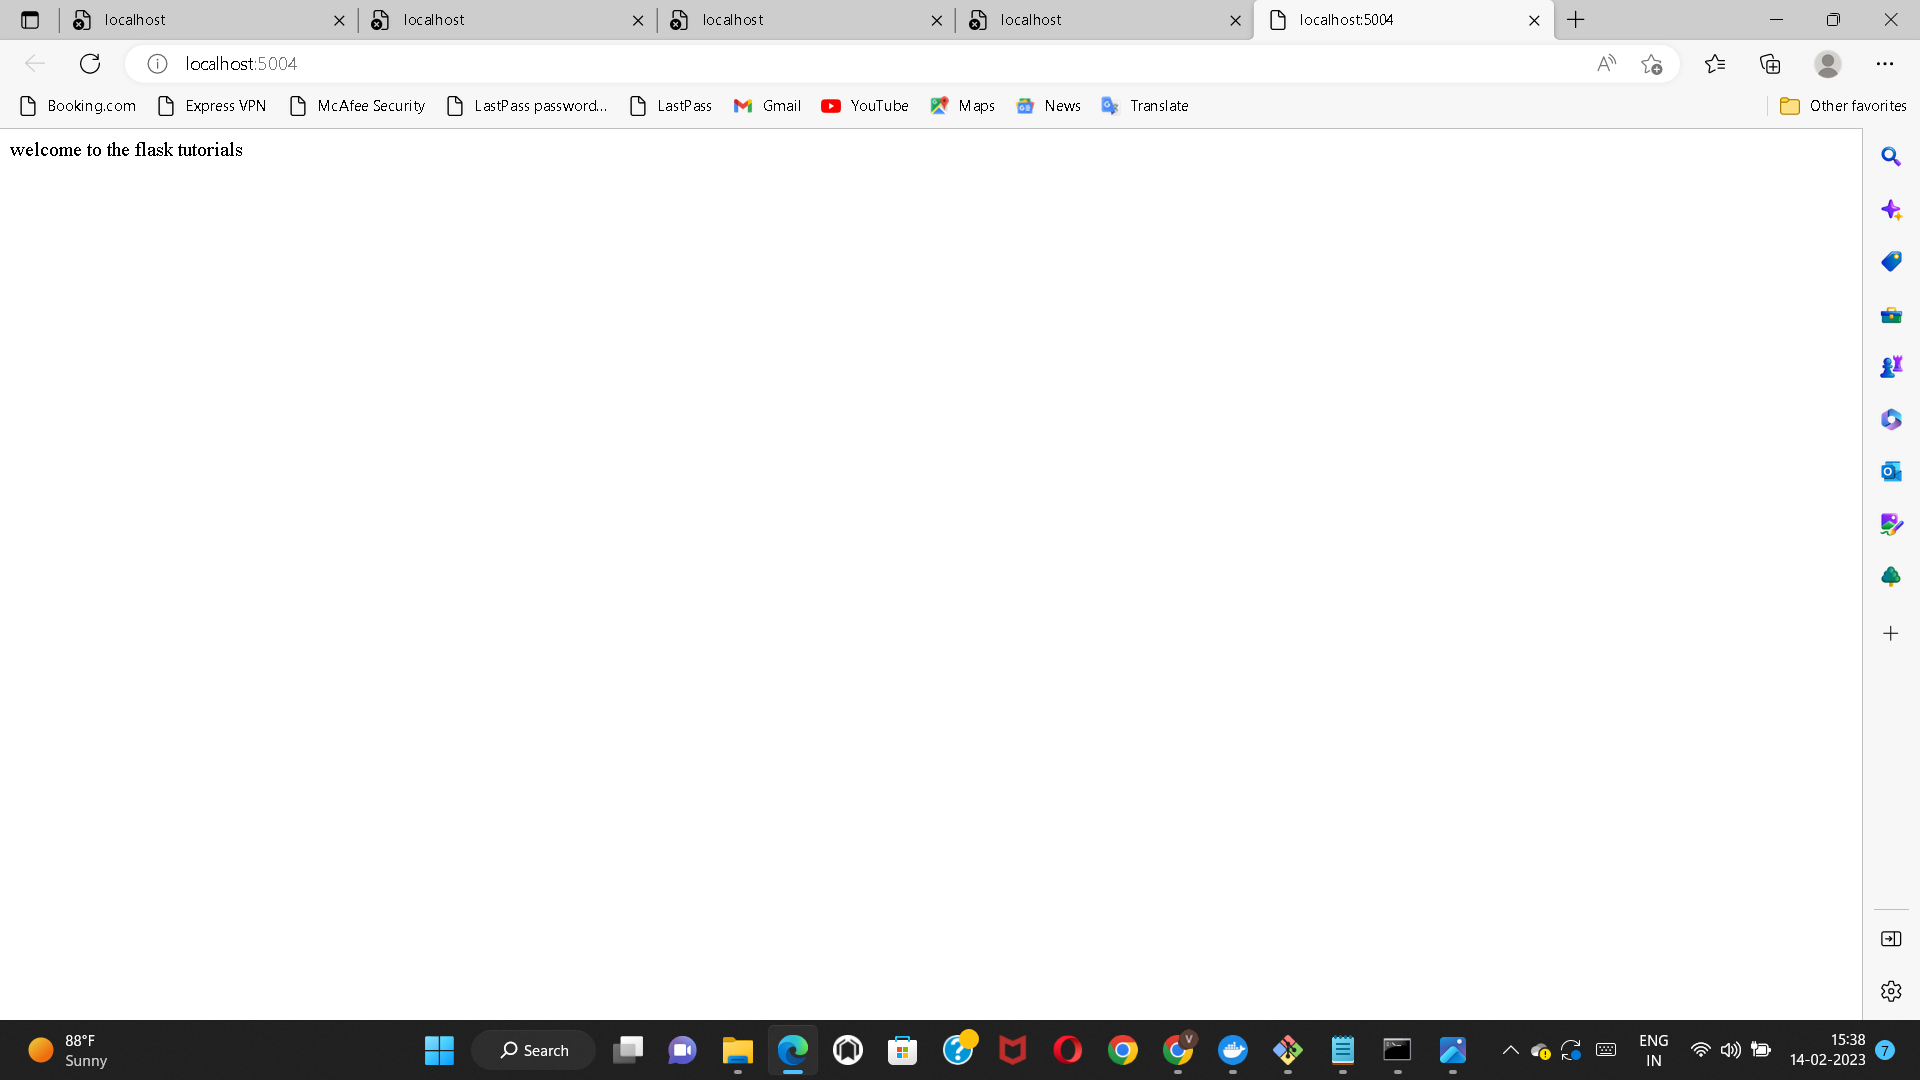 localhost
localhost
localhost
localhost
localhost:5004
localhost:5004
Booking.com
Express VPN
McAfee Security
LastPass password...
LastPass
Gmail
YouTube
Maps
News
Translate
Other favorites
welcome to the flask tutorials
88°F
Sunny
Search
V
ENG
IN
15:38
14-02-2023
7